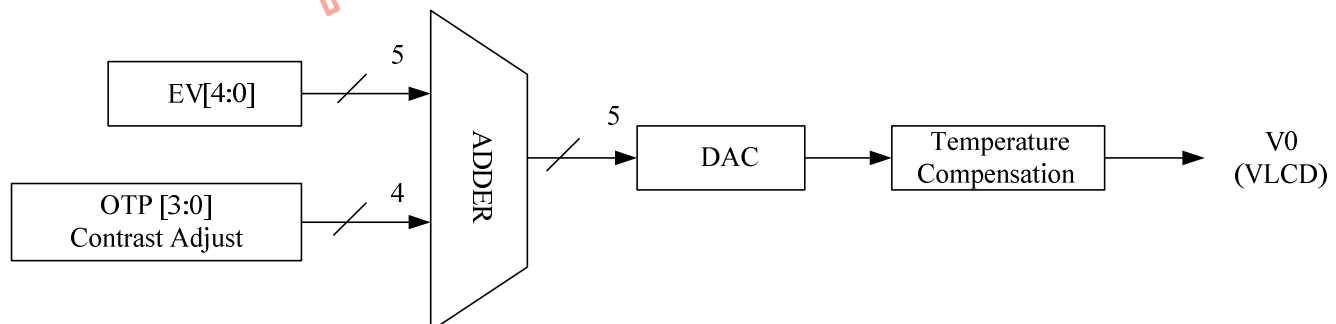 EV[4:0]
5
OTP [3:0]
Contrast Adjust
4
ADDER
5
DAC
Temperature
Compensation
V0
(VLCD)